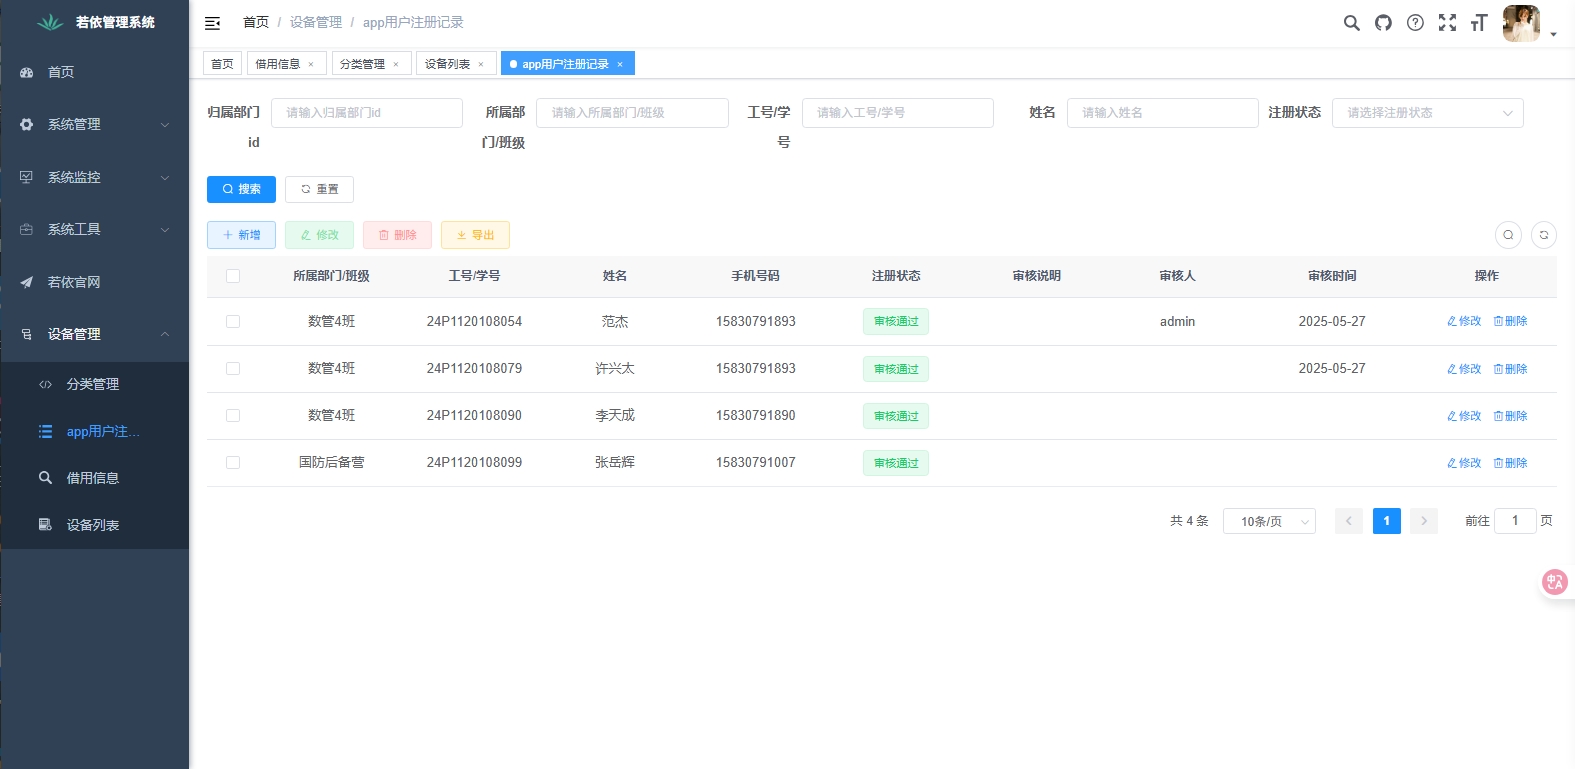 若依管理系统
首页 / 设备管理 / app用户注册记录
首页 借用信息 × 分类管理 × 设备列表 × app用户注册记录 ×
首页
系统管理
系统监控
系统工具
若依官网
设备管理
分类管理
app用户注...
借用信息
设备列表
归属部门id 请输入归属部门id 所属部门/班级 请输入所属部门/班级 工号/学号 请输入工号/学号 姓名 请输入姓名 注册状态 请选择注册状态
搜索 重置
新增 修改 删除 导出
所属部门/班级 工号/学号 姓名 手机号码 注册状态 审核说明 审核人 审核时间 操作
数管4班 24P1120108054 范杰 15830791893 审核通过 admin 2025-05-27 修改 删除
数管4班 24P1120108079 许兴太 15830791893 审核通过 2025-05-27 修改 删除
数管4班 24P1120108090 李天成 15830791890 审核通过 修改 删除
国防后备营 24P1120108099 张岳辉 15830791007 审核通过 修改 删除
共 4 条 10条/页 1 前往 1 页